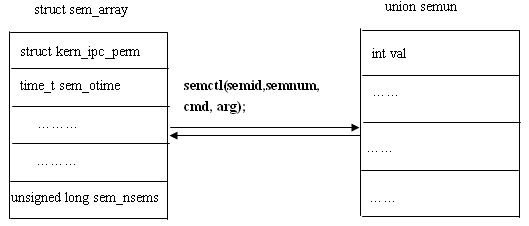 struct sem_array
union semun
struct kern_ipc_perm
time_t sem_otime
………
………
unsigned long sem_nsems
semctl(semid,semnum,
cmd, arg);
int val
……
……
……